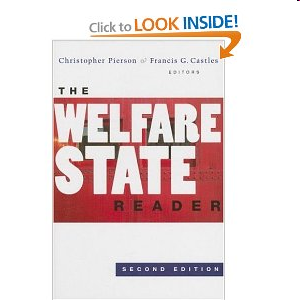 Click to LOOK INSIDE!
Christopher Pierson & Francis G. Castles
EDITORS
THE
WELFARE
STATE
READER
SECOND EDITION